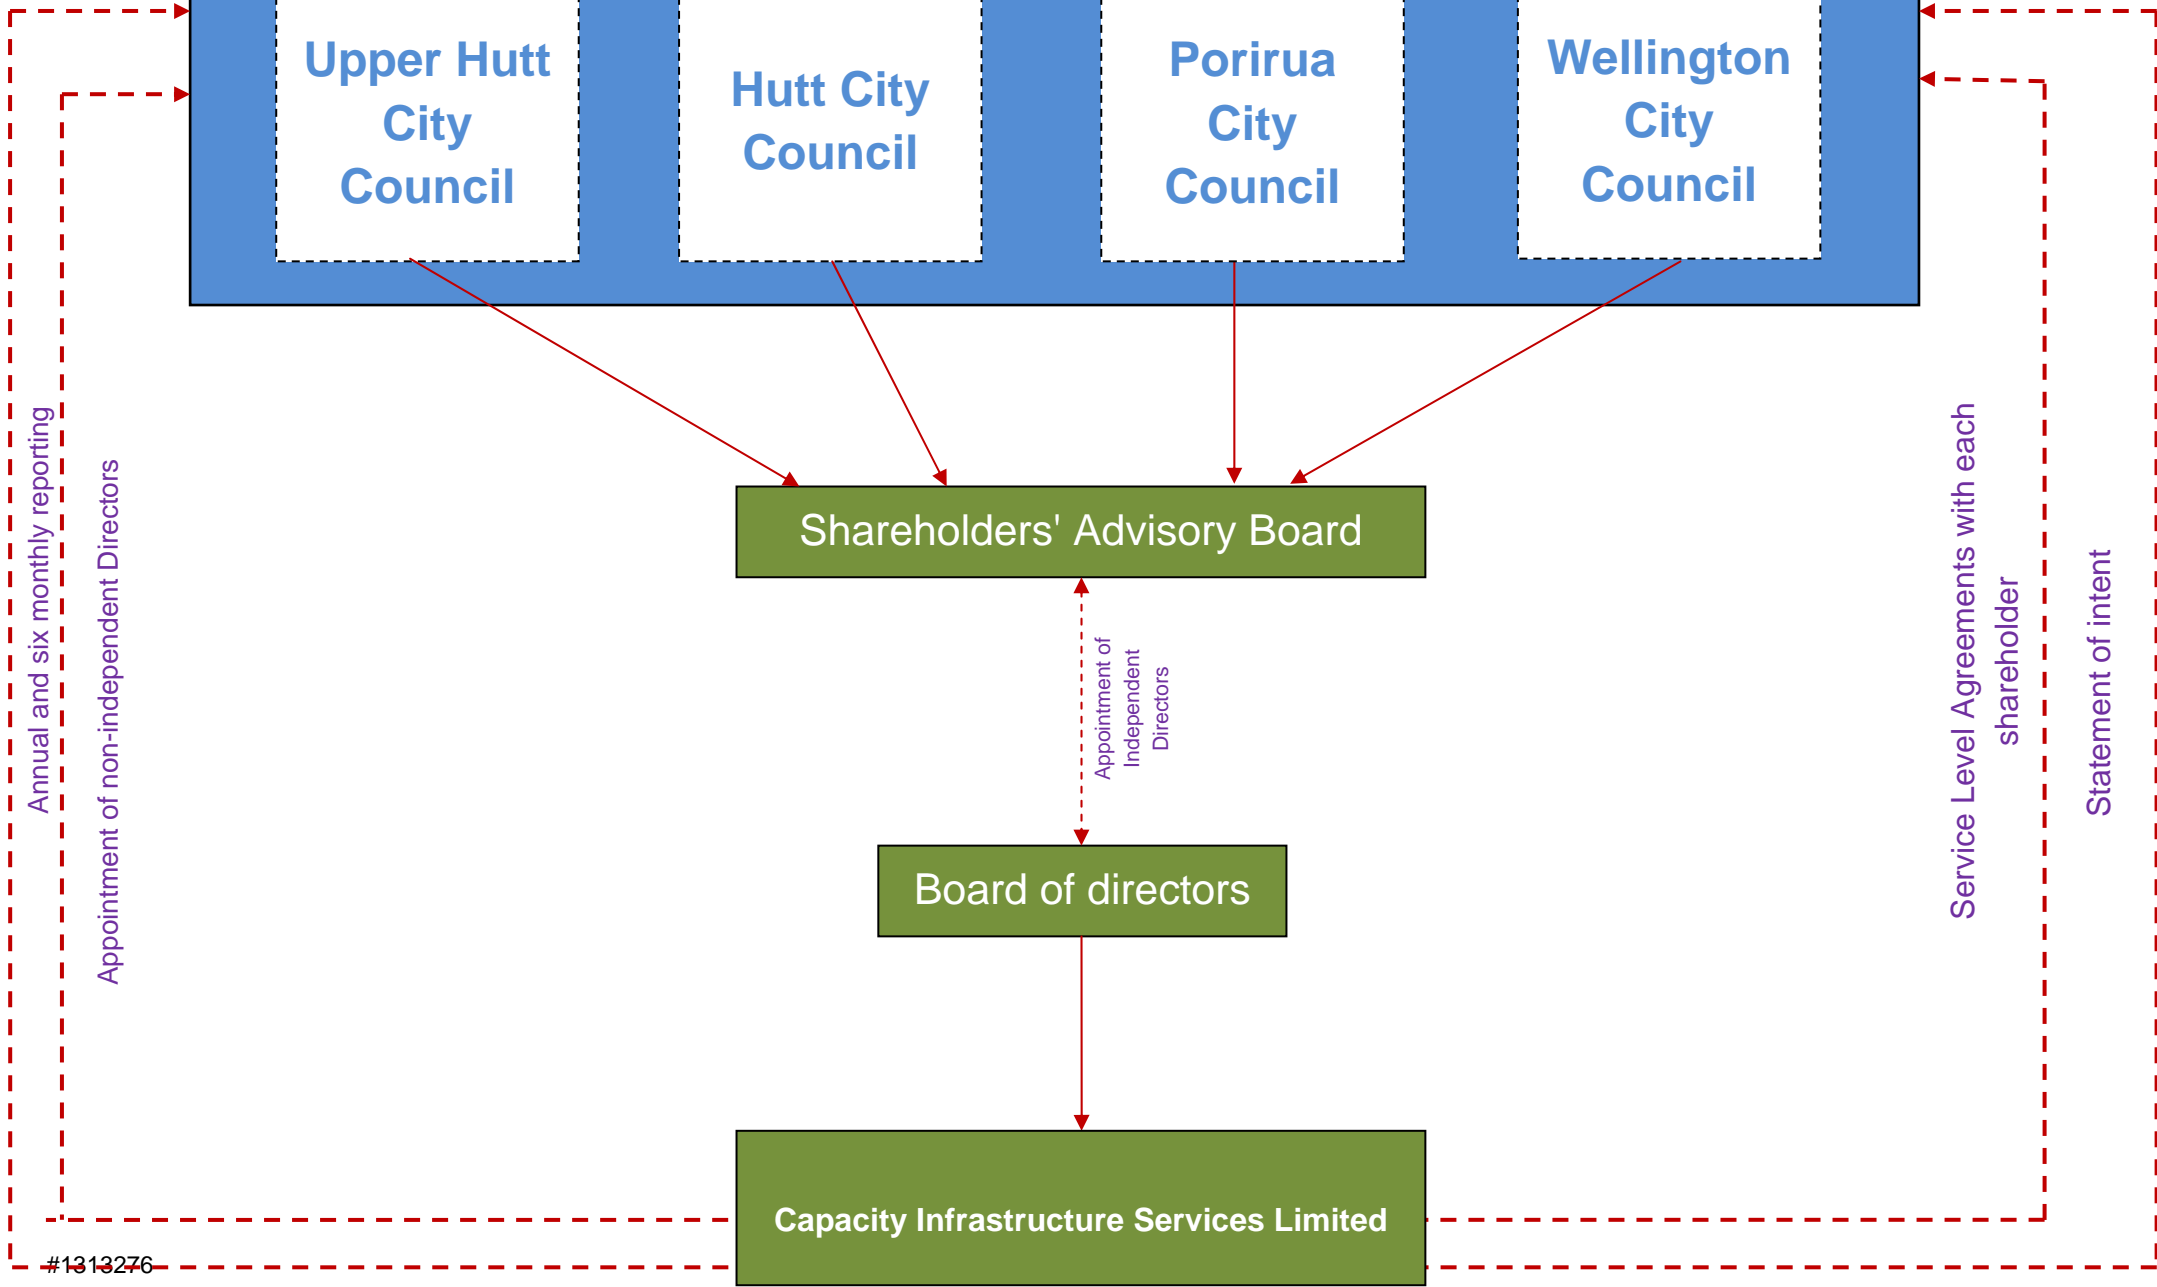 Upper Hutt
City
Council
Hutt City
Council
Porirua
City
Council
Wellington
City
Council
Annual and six monthly reporting
Appointment of non-independent Directors
Shareholders' Advisory Board
Appointment of
Independent
Directors
Board of directors
Service Level Agreements with each
shareholder
Statement of intent
Capacity Infrastructure Services Limited
#1313276